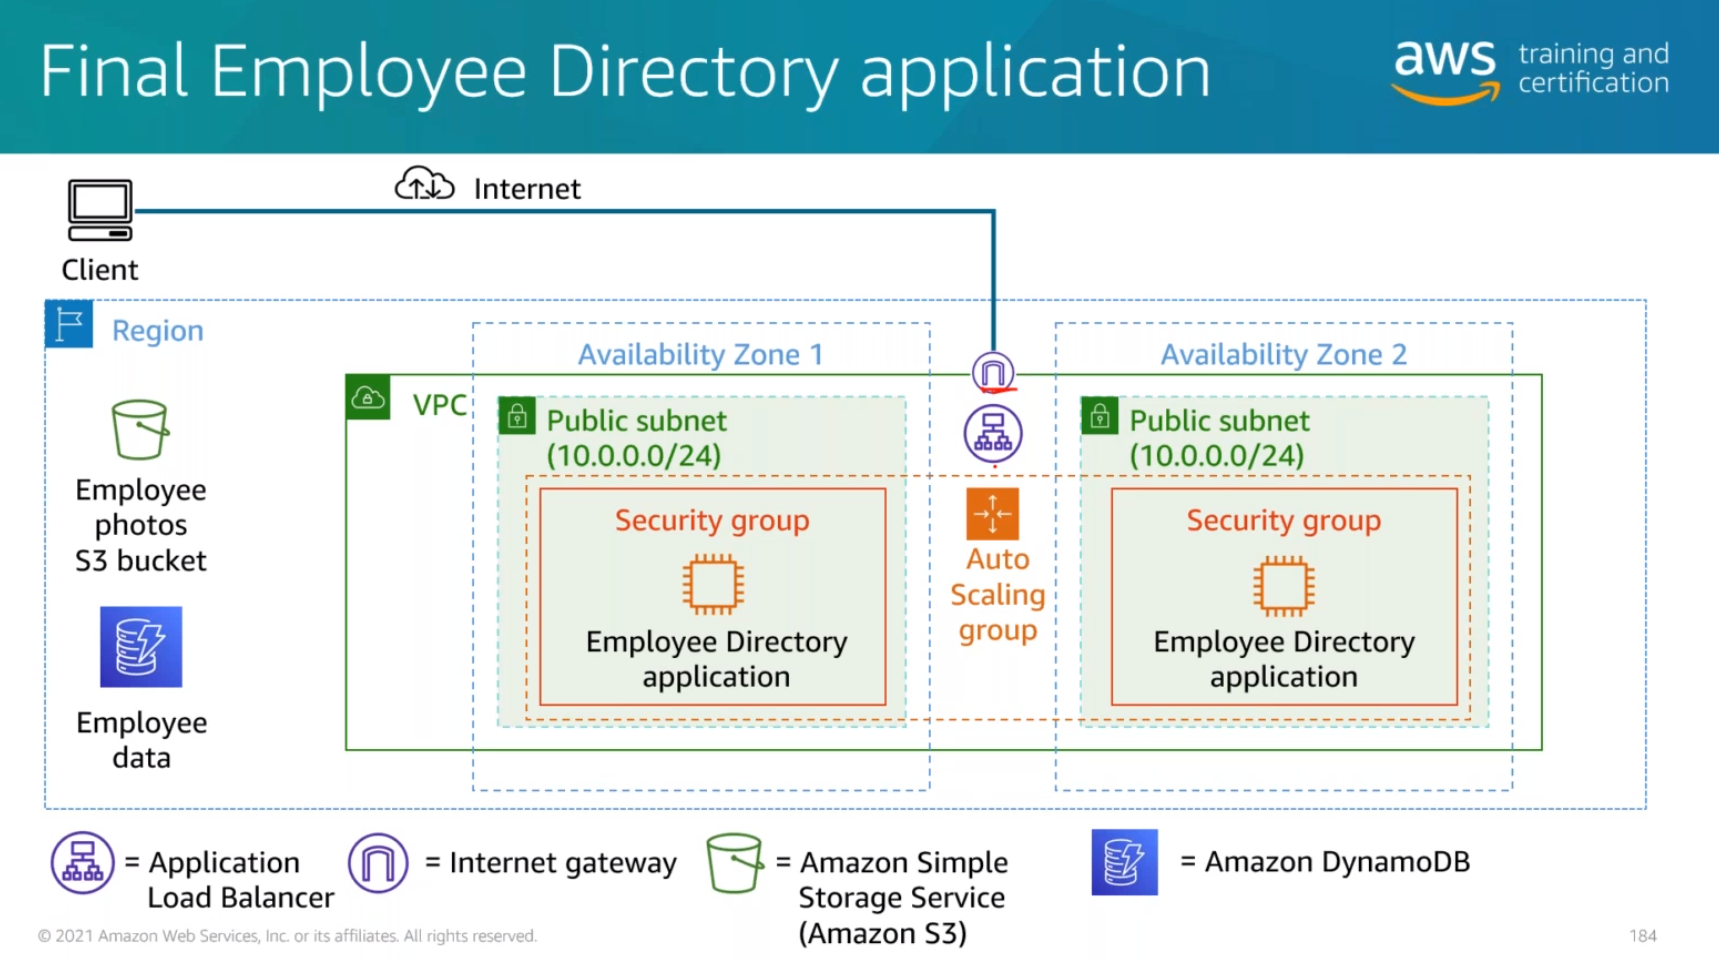 Final Employee Directory application
aws training and
certification
Internet
Client
Region
Availability Zone 1
Availability Zone 2
VPC
Public subnet
(10.0.0.0/24)
Public subnet
(10.0.0.0/24)
Employee
photos
S3 bucket
Security group
Employee Directory
application
Auto
Scaling
group
Security group
Employee Directory
application
Employee
data
= Application
Load Balancer
= Internet gateway
= Amazon Simple
Storage Service
(Amazon S3)
= Amazon DynamoDB
© 2021 Amazon Web Services, Inc. or its affiliates. All rights reserved.
184